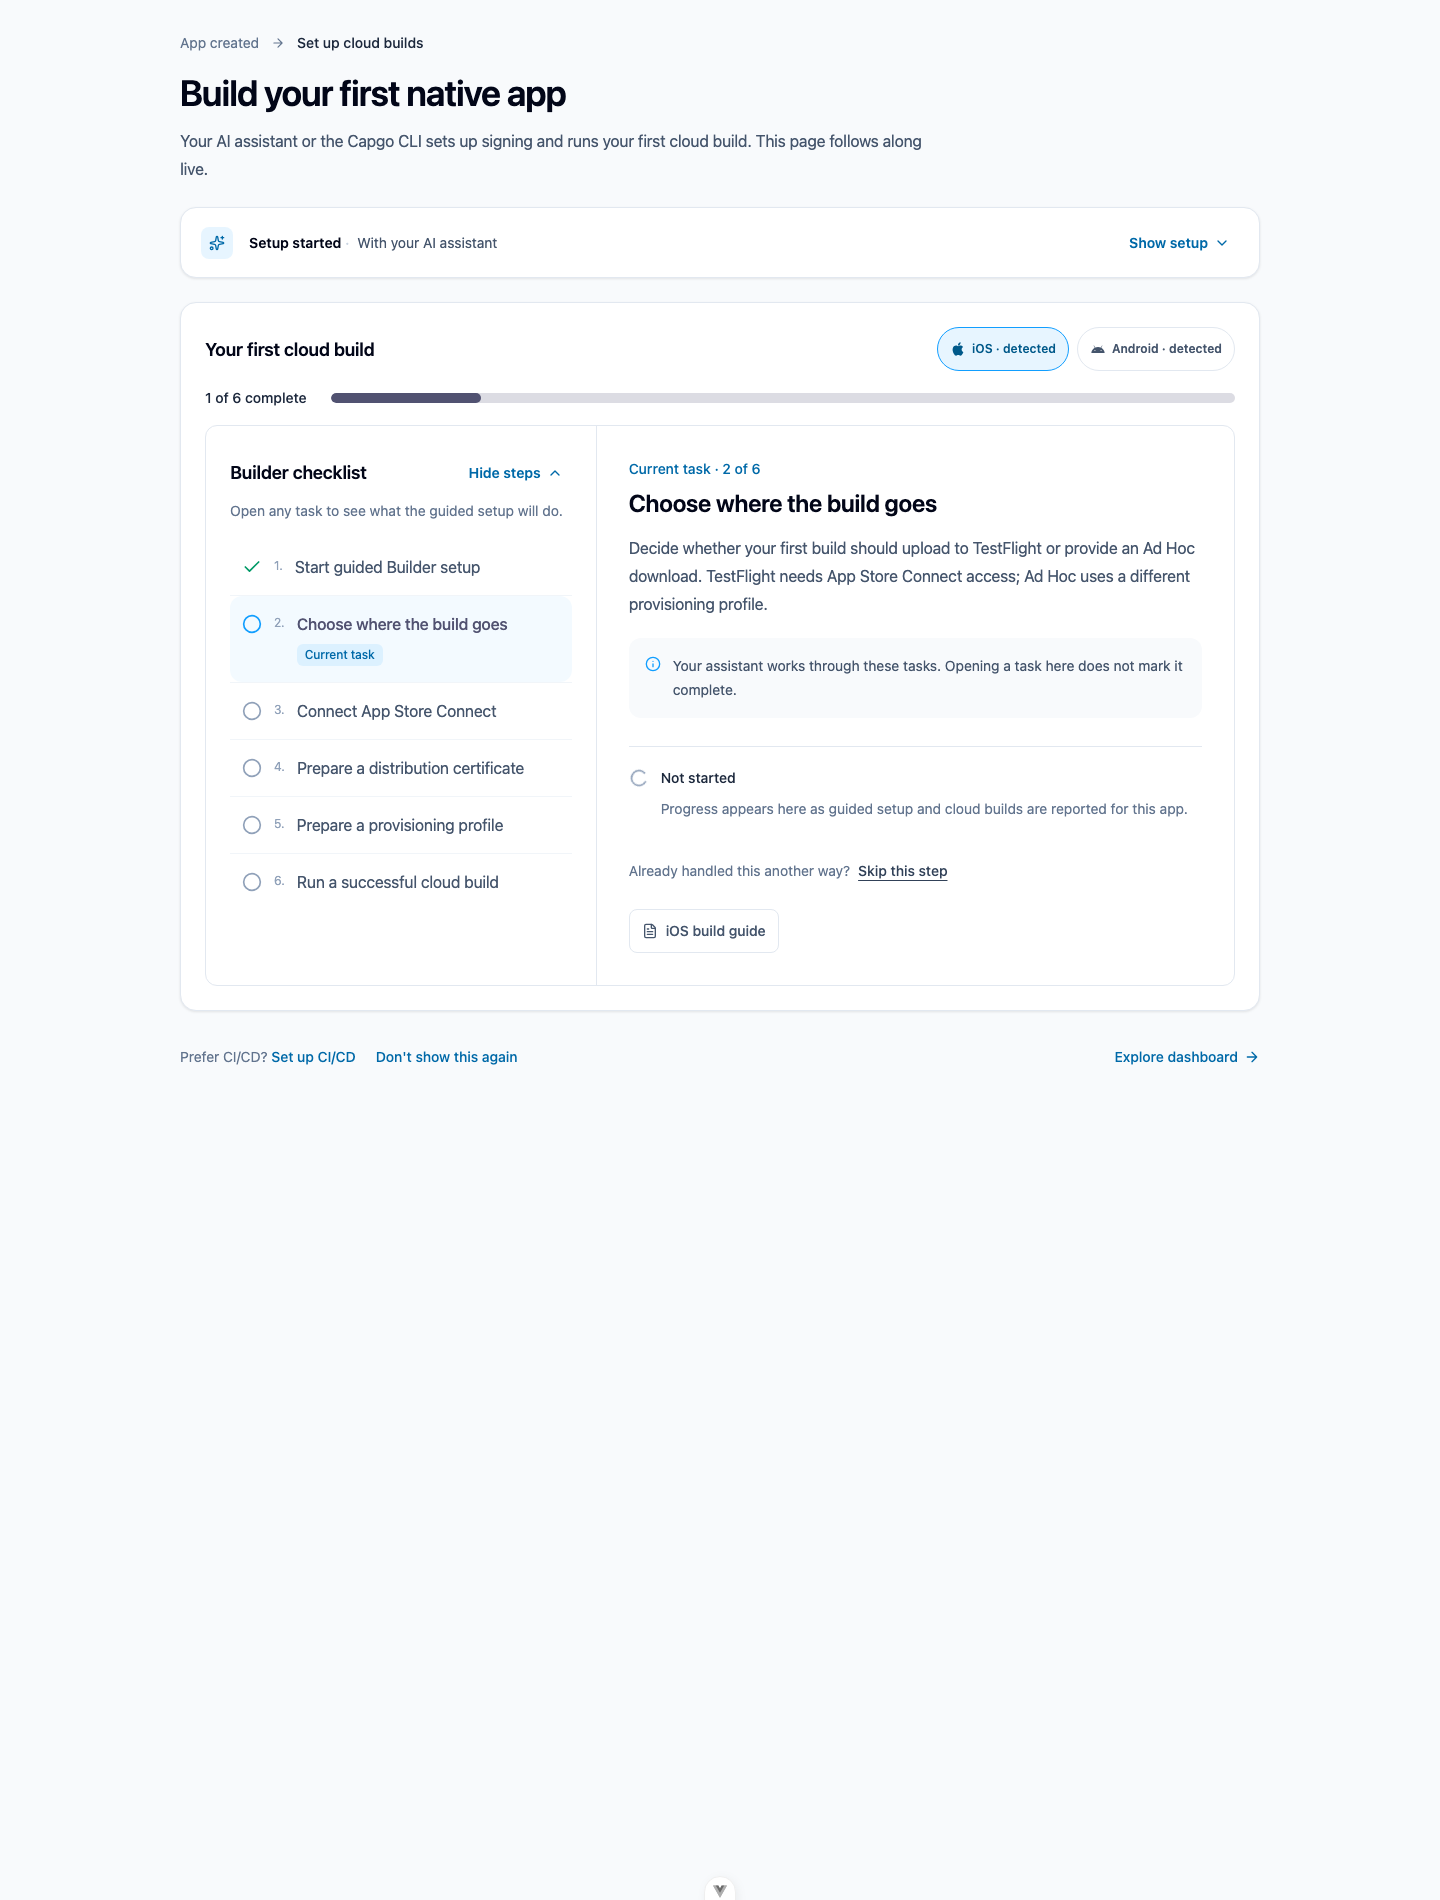 App created
Set up cloud builds
Build your first native app
Your AI assistant or the Capgo CLI sets up signing and runs your first cloud build. This page follows along
live.
Setup started · With your AI assistant
Show setup
Your first cloud build
iOS · detected
Android · detected
1 of 6 complete
Builder checklist
Hide steps
Open any task to see what the guided setup will do.
1. Start guided Builder setup
2. Choose where the build goes
Current task
3. Connect App Store Connect
4. Prepare a distribution certificate
5. Prepare a provisioning profile
6. Run a successful cloud build
Current task · 2 of 6
Choose where the build goes
Decide whether your first build should upload to TestFlight or provide an Ad Hoc
download. TestFlight needs App Store Connect access; Ad Hoc uses a different
provisioning profile.
Your assistant works through these tasks. Opening a task here does not mark it
complete.
Not started
Progress appears here as guided setup and cloud builds are reported for this app.
Already handled this another way? Skip this step
iOS build guide
Prefer CI/CD? Set up CI/CD
Don't show this again
Explore dashboard